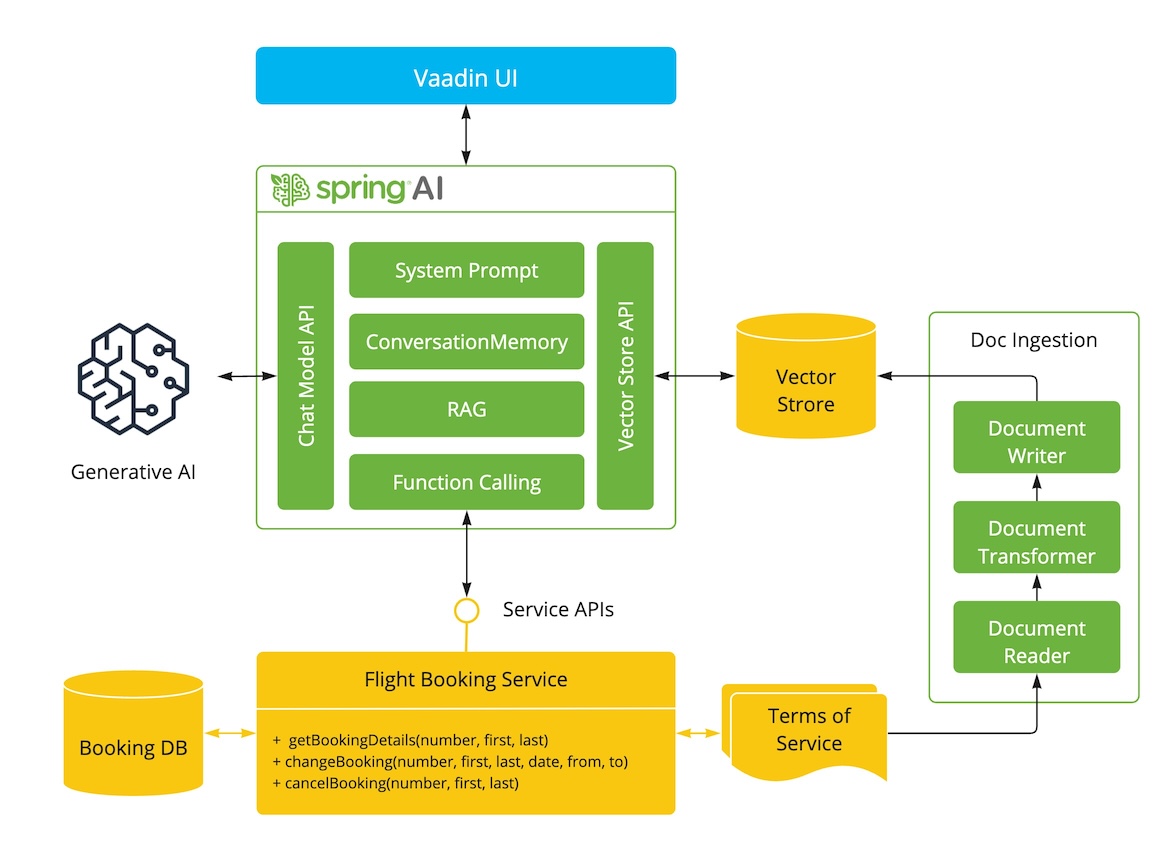 Vaadin UI
spring AI
Chat Model API
System Prompt
ConversationMemory
RAG
Function Calling
Vector Store API
Generative AI
Vector
Strore
Doc Ingestion
Document
Writer
Document
Transformer
Document
Reader
Service APIs
Flight Booking Service
+ getBookingDetails(number, first, last)
+ changeBooking(number, first, last, date, from, to)
+ cancelBooking(number, first, last)
Booking DB
Terms of
Service